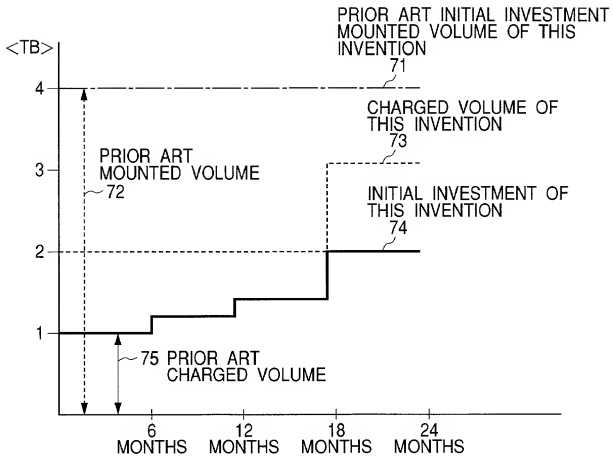 PRIOR ART INITIAL INVESTMENT
MOUNTED VOLUME OF THIS
INVENTION
71
<TB>
4
CHARGED VOLUME OF
THIS INVENTION
73
PRIOR ART
MOUNTED VOLUME
72
3
INITIAL INVESTMENT OF
THIS INVENTION
74
2
1
75 PRIOR ART
CHARGED VOLUME
6 12 18 24
MONTHS MONTHS MONTHS MONTHS